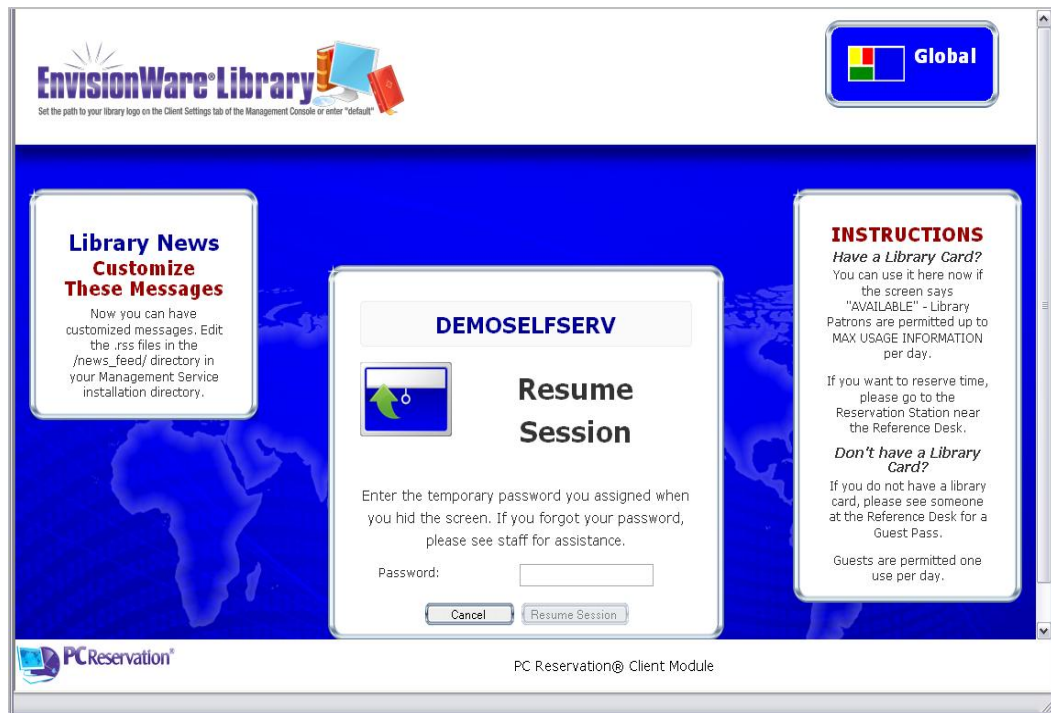 EnvisionWare® Library
Set the path to your library logo on the Client Settings tab of the Management Console or enter "default"
Global
Library News
Customize
These Messages
Now you can have
customized messages. Edit
the .rss files in the
/news_feed/ directory in
your Management Service
installation directory.
DEMOSELFSERV
Resume
Session
Enter the temporary password you assigned when
you hid the screen. If you forgot your password,
please see staff for assistance.
Password:
Cancel
Resume Session
INSTRUCTIONS
Have a Library Card?
You can use it here now if
the screen says
"AVAILABLE" - Library
Patrons are permitted up to
MAX USAGE INFORMATION
per day.
If you want to reserve time,
please go to the
Reservation Station near
the Reference Desk.
Don't have a Library
Card?
If you do not have a library
card, please see someone
at the Reference Desk for a
Guest Pass.
Guests are permitted one
use per day.
PC Reservation®
PC Reservation® Client Module